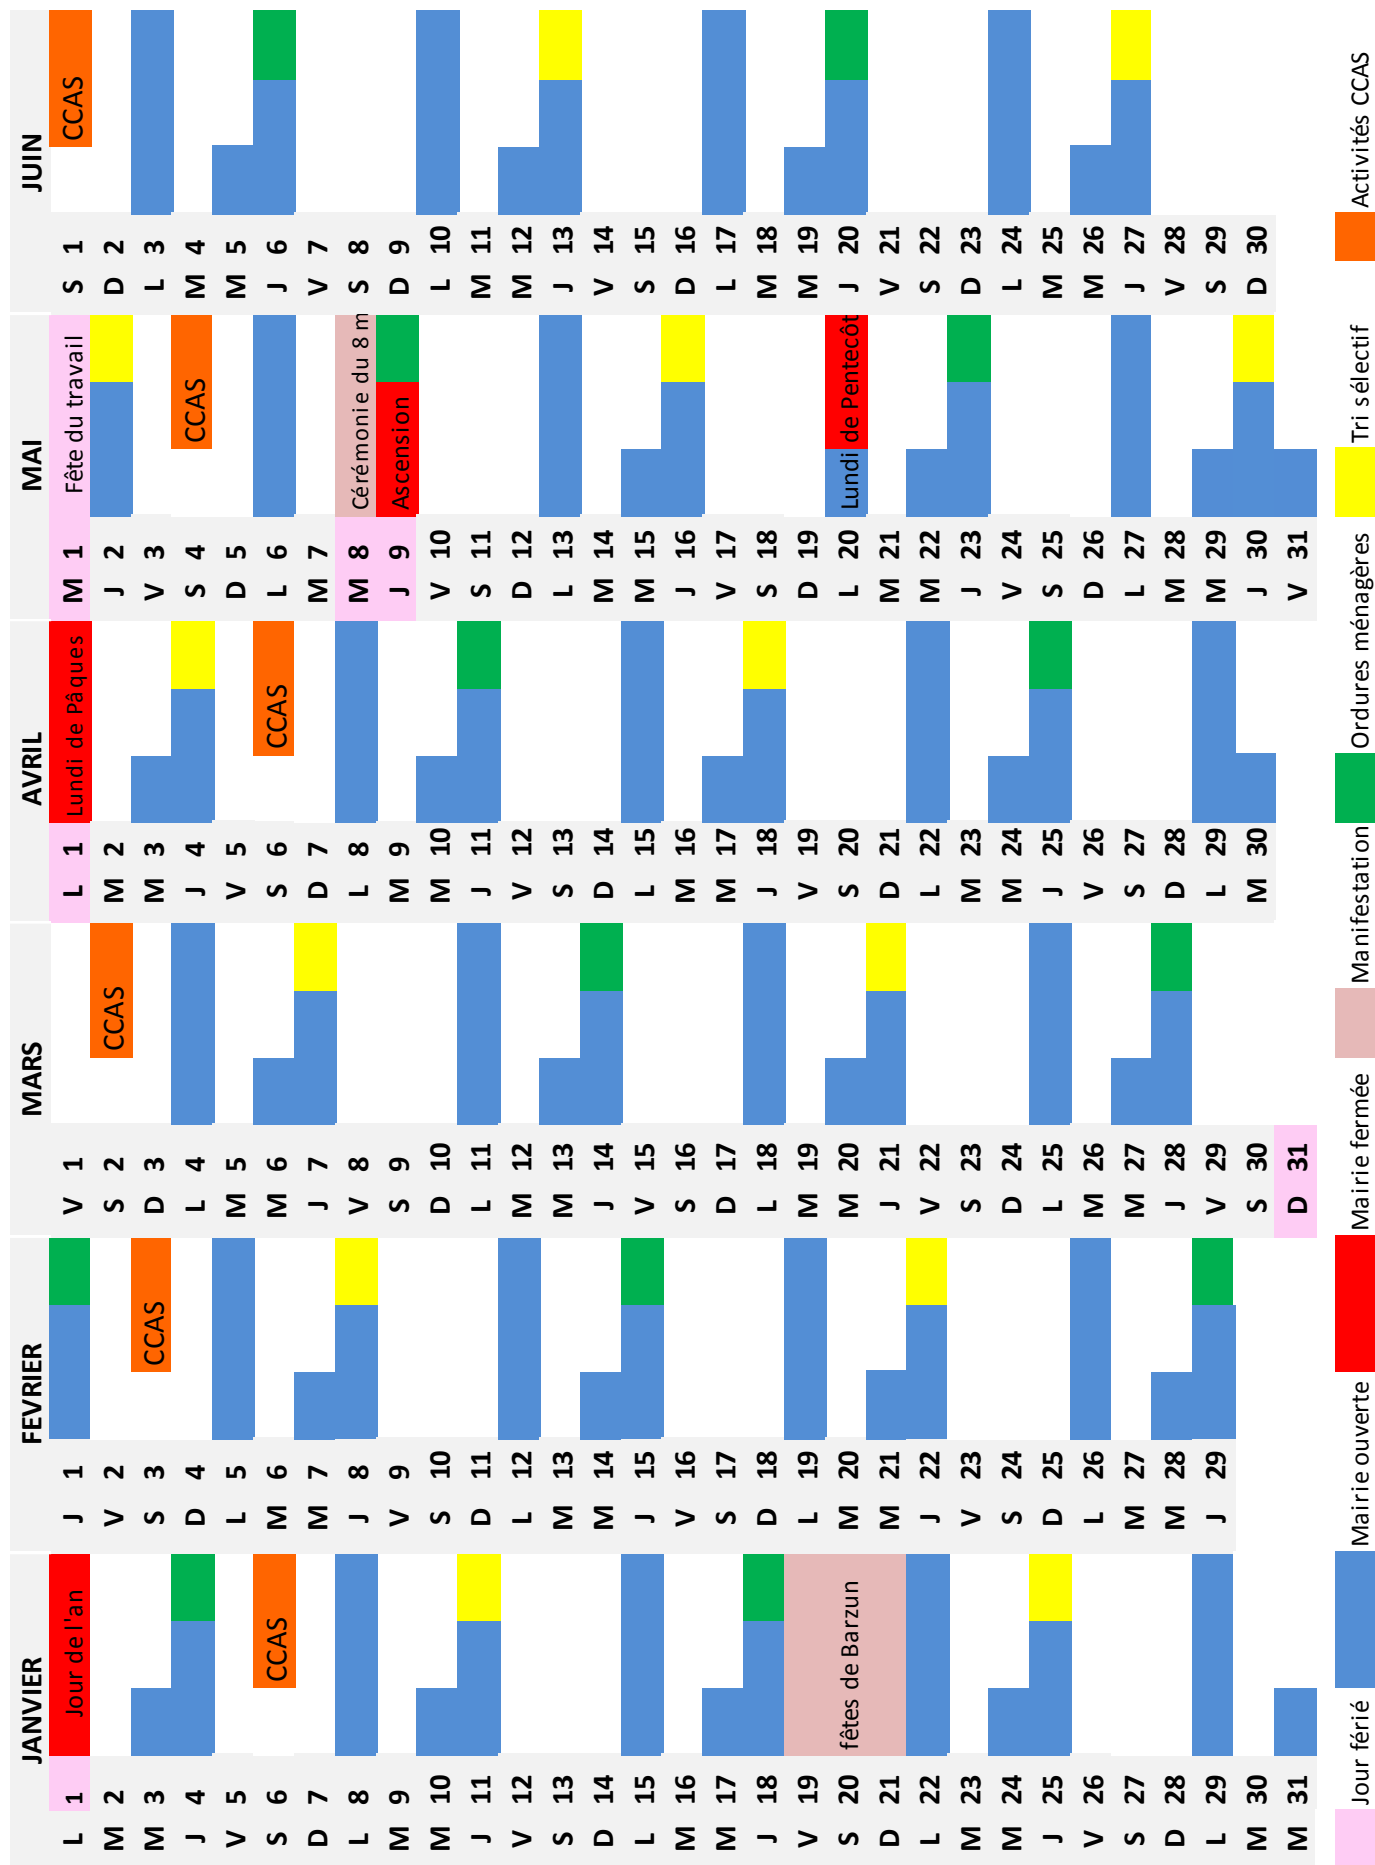 JANVIER
L 1 Jour de l'an
M 2
M 3
J 4
V 5
S 6 CCAS
D 7
L 8
M 9
M 10
J 11
V 12
S 13
D 14
L 15
M 16
M 17
J 18
V 19
S 20 fêtes de Barzun
D 21
L 22
M 23
M 24
J 25
V 26
S 27
D 28
L 29
M 30
M 31
FEVRIER
J 1
V 2
S 3 CCAS
D 4
L 5
M 6
M 7
J 8
V 9
S 10
D 11
L 12
M 13
M 14
J 15
V 16
S 17
D 18
L 19
M 20
M 21
J 22
V 23
S 24
D 25
L 26
M 27
M 28
J 29
MARS
V 1
S 2 CCAS
D 3
L 4
M 5
M 6
J 7
V 8
S 9
D 10
L 11
M 12
M 13
J 14
V 15
S 16
D 17
L 18
M 19
M 20
J 21
V 22
S 23
D 24
L 25
M 26
M 27
J 28
V 29
S 30
D 31
AVRIL
L 1 Lundi de Pâques
M 2
M 3
J 4
V 5
S 6 CCAS
D 7
L 8
M 9
M 10
J 11
V 12
S 13
D 14
L 15
M 16
M 17
J 18
V 19
S 20
D 21
L 22
M 23
M 24
J 25
V 26
S 27
D 28
L 29
M 30
MAI
M 1 Fête du travail
J 2
V 3
S 4 CCAS
D 5
L 6
M 7
M 8 Cérémonie du 8 m
J 9 Ascension
V 10
S 11
D 12
L 13
M 14
M 15
J 16
V 17
S 18
D 19
L 20 Lundi de Pentecôt
M 21
M 22
J 23
V 24
S 25
D 26
L 27
M 28
M 29
J 30
V 31
JUIN
S 1 CCAS
D 2
L 3
M 4
M 5
J 6
V 7
S 8
D 9
L 10
M 11
M 12
J 13
V 14
S 15
D 16
L 17
M 18
M 19
J 20
V 21
S 22
D 23
L 24
M 25
M 26
J 27
V 28
S 29
D 30
Jour férié Mairie ouverte Mairie fermée Manifestation Ordures ménagères Tri sélectif Activités CCAS